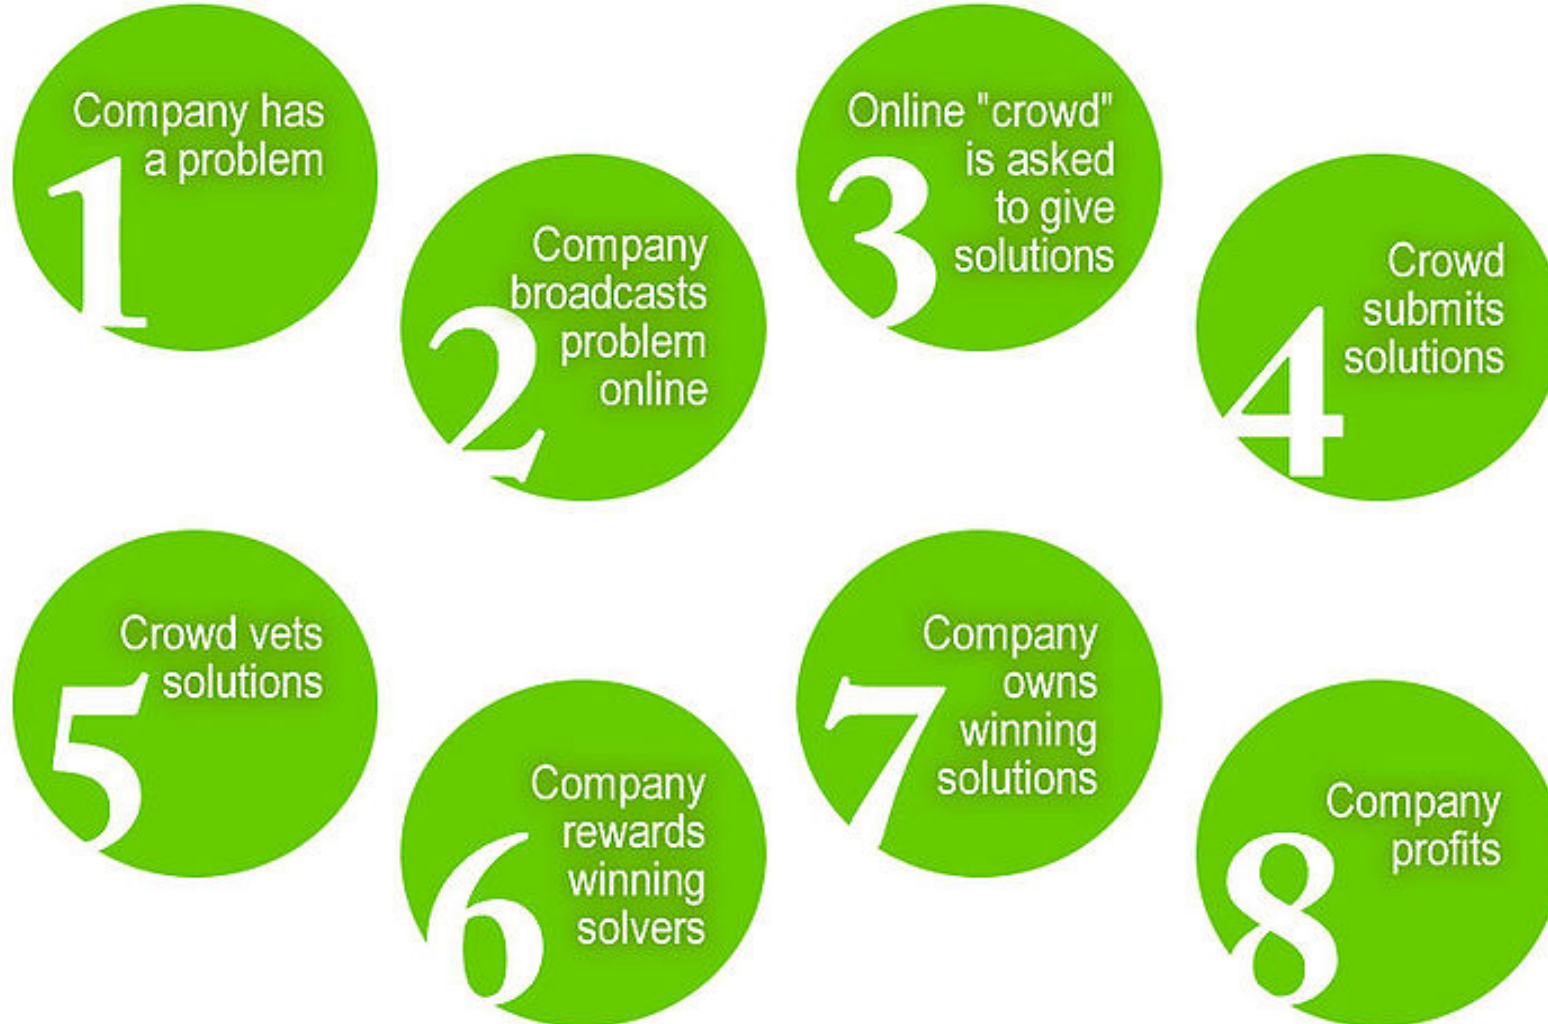 Company has
a problem
1
Company
broadcasts
problem
online
2
Online "crowd"
is asked
to give
solutions
3
Crowd
submits
solutions
4
Crowd vets
solutions
5
Company
rewards
winning
solvers
6
Company
owns
winning
solutions
7
Company
profits
8